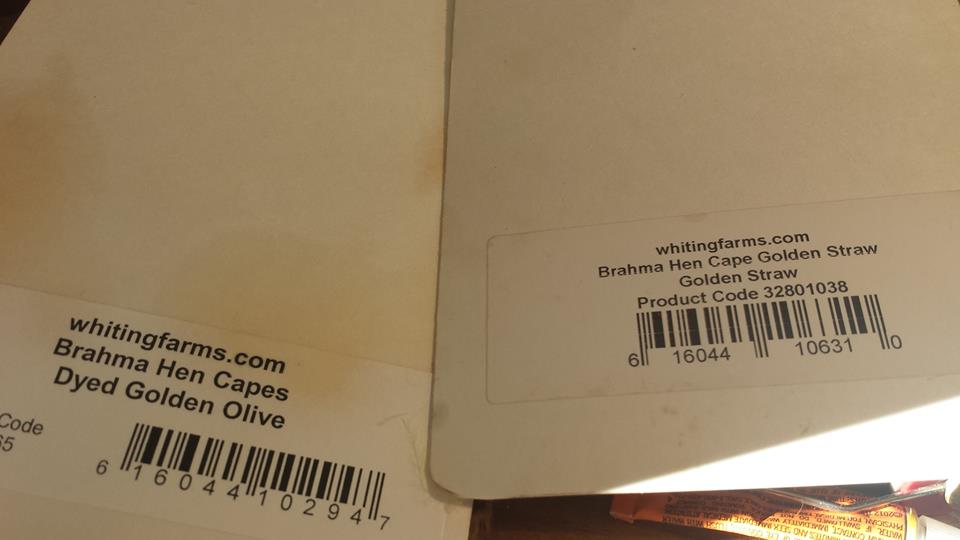 whitingfarms.com
Brahma Hen Capes
Dyed Golden Olive
Code
65
6 16044 10294 7
whitingfarms.com
Brahma Hen Cape Golden Straw
Golden Straw
Product Code 32801038
6 16044 10631 0